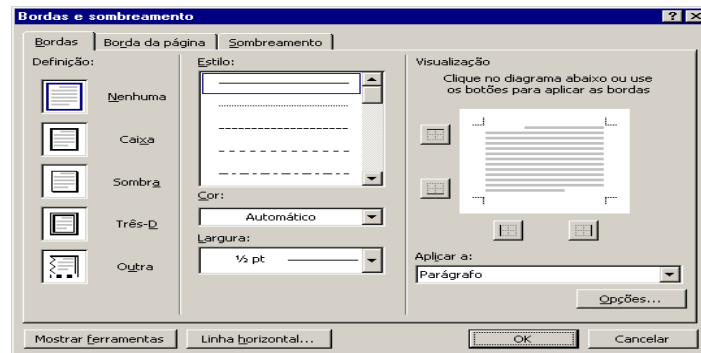 Bordas e sombreamento
Bordas
Borda da página
Sombreamento
Definição:
Nenhuma
Caixa
Sombra
Três-D
Outra
Estilo:
Cor:
Automático
Largura:
½ pt
Visualização
Clique no diagrama abaixo ou use
os botões para aplicar as bordas
Aplicar a:
Parágrafo
Opções...
Mostrar ferramentas
Linha horizontal...
OK
Cancelar